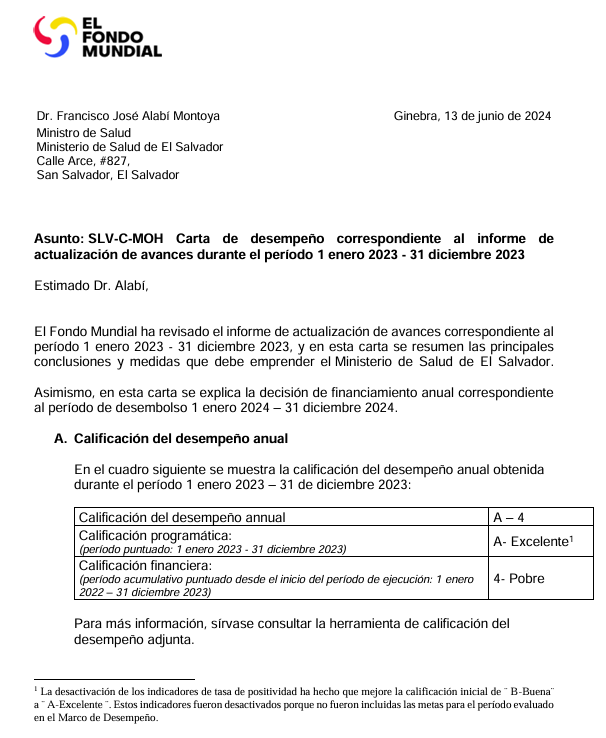 EL
FONDO
MUNDIAL
Dr. Francisco José Alabí Montoya Ginebra, 13 de junio de 2024
Ministro de Salud
Ministerio de Salud de El Salvador
Calle Arce, #827,
San Salvador, El Salvador
Asunto: SLV-C-MOH Carta de desempeño correspondiente al informe de
actualización de avances durante el período 1 enero 2023 - 31 diciembre 2023
Estimado Dr. Alabí,
El Fondo Mundial ha revisado el informe de actualización de avances correspondiente al
período 1 enero 2023 - 31 diciembre 2023, y en esta carta se resumen las principales
conclusiones y medidas que debe emprender el Ministerio de Salud de El Salvador.
Asimismo, en esta carta se explica la decisión de financiamiento anual correspondiente
al período de desembolso 1 enero 2024 – 31 diciembre 2024.
A. Calificación del desempeño anual
En el cuadro siguiente se muestra la calificación del desempeño anual obtenida
durante el período 1 enero 2023 – 31 de diciembre 2023:
Calificación del desempeño annual A – 4
Calificación programática:
(período puntuado: 1 enero 2023 - 31 diciembre 2023) A- Excelente1
Calificación financiera:
(período acumulativo puntuado desde el inicio del período de ejecución: 1 enero
2022 – 31 diciembre 2023) 4- Pobre
Para más información, sírvase consultar la herramienta de calificación del
desempeño adjunta.
1 La desactivación de los indicadores de tasa de positividad ha hecho que mejore la calificación inicial de ¨ B-Buena¨
a ¨ A-Excelente ¨. Estos indicadores fueron desactivados porque no fueron incluidas las metas para el período evaluado
en el Marco de Desempeño.